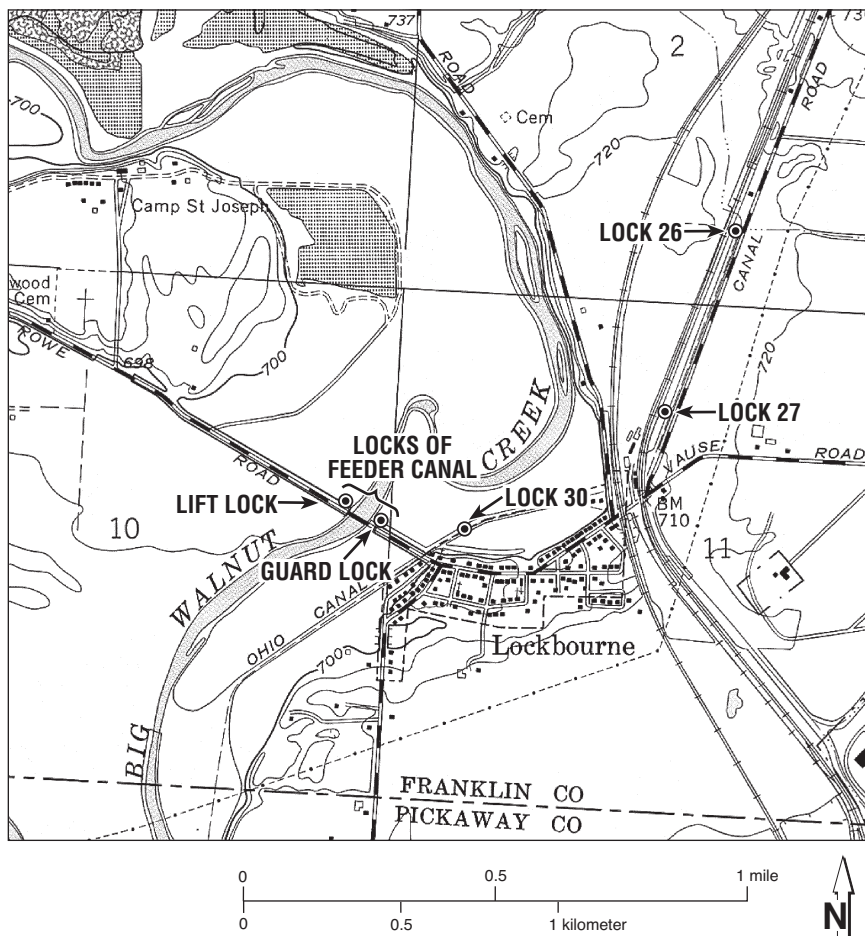 737
730
ROAD
2
ROAD
700
Cem
720
Camp St Joseph
LOCK 26
CANAL
wood
Cem
ROWE
698
700
720
CREEK
LOCK 27
LOCKS OF
FEEDER CANAL
VAUSE
ROAD
ROAD
LIFT LOCK
LOCK 30
BM
710
10
WALNUT
GUARD LOCK
11
OHIO CANAL
Lockbourne
700
BIG
FRANKLIN CO
PICKAWAY CO
0 0.5 1 mile
0 0.5 1 kilometer
N